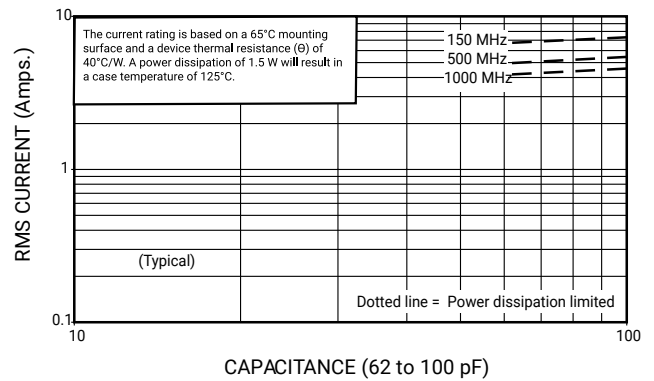 10
The current rating is based on a 65°C mounting
surface and a device thermal resistance (θ) of
40°C/W. A power dissipation of 1.5 W will result in
a case temperature of 125°C.
150 MHz
500 MHz
1000 MHz
RMS CURRENT (Amps.)
1
(Typical)
Dotted line = Power dissipation limited
0.1
10
100
CAPACITANCE (62 to 100 pF)